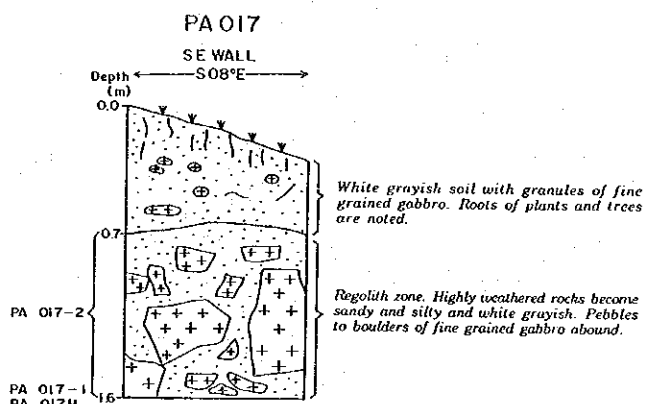 PA 017
SE WALL
S08°E
Depth
(m)
0.0
White grayish soil with granules of fine
grained gabbro. Roots of plants and trees
are noted.
0.7
Regolith zone. Highly weathered rocks become
sandy and silty and white grayish. Pebbles
to boulders of fine grained gabbro abound.
PA 017-2
PA 017-1
1.6